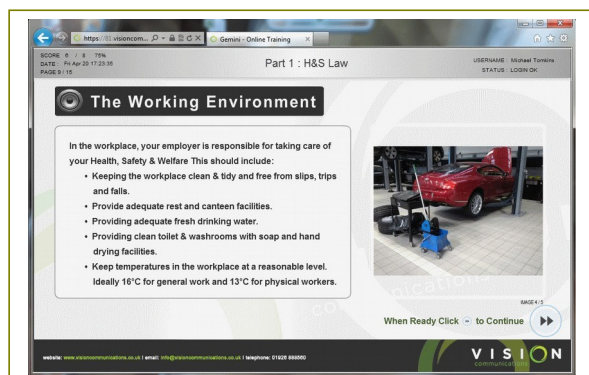 https://81.visioncom...
Gemini - Online Training
SCORE 6 / 8 75%
DATE : Fri Apr 20 17:23:35
PAGE 9 / 15
Part 1 : H&S Law
USERNAME : Michael Tomkins
STATUS : LOGIN OK
The Working Environment
In the workplace, your employer is responsible for taking care of
your Health, Safety & Welfare This should include:
• Keeping the workplace clean & tidy and free from slips, trips
and falls.
• Provide adequate rest and canteen facilities.
• Providing adequate fresh drinking water.
• Providing clean toilet & washrooms with soap and hand
drying facilities.
• Keep temperatures in the workplace at a reasonable level.
Ideally 16°C for general work and 13°C for physical workers.
IMAGE 4 / 5
When Ready Click to Continue
website: www.visioncommunications.co.uk I email: info@visioncommunications.co.uk I telephone:
VISION
communications